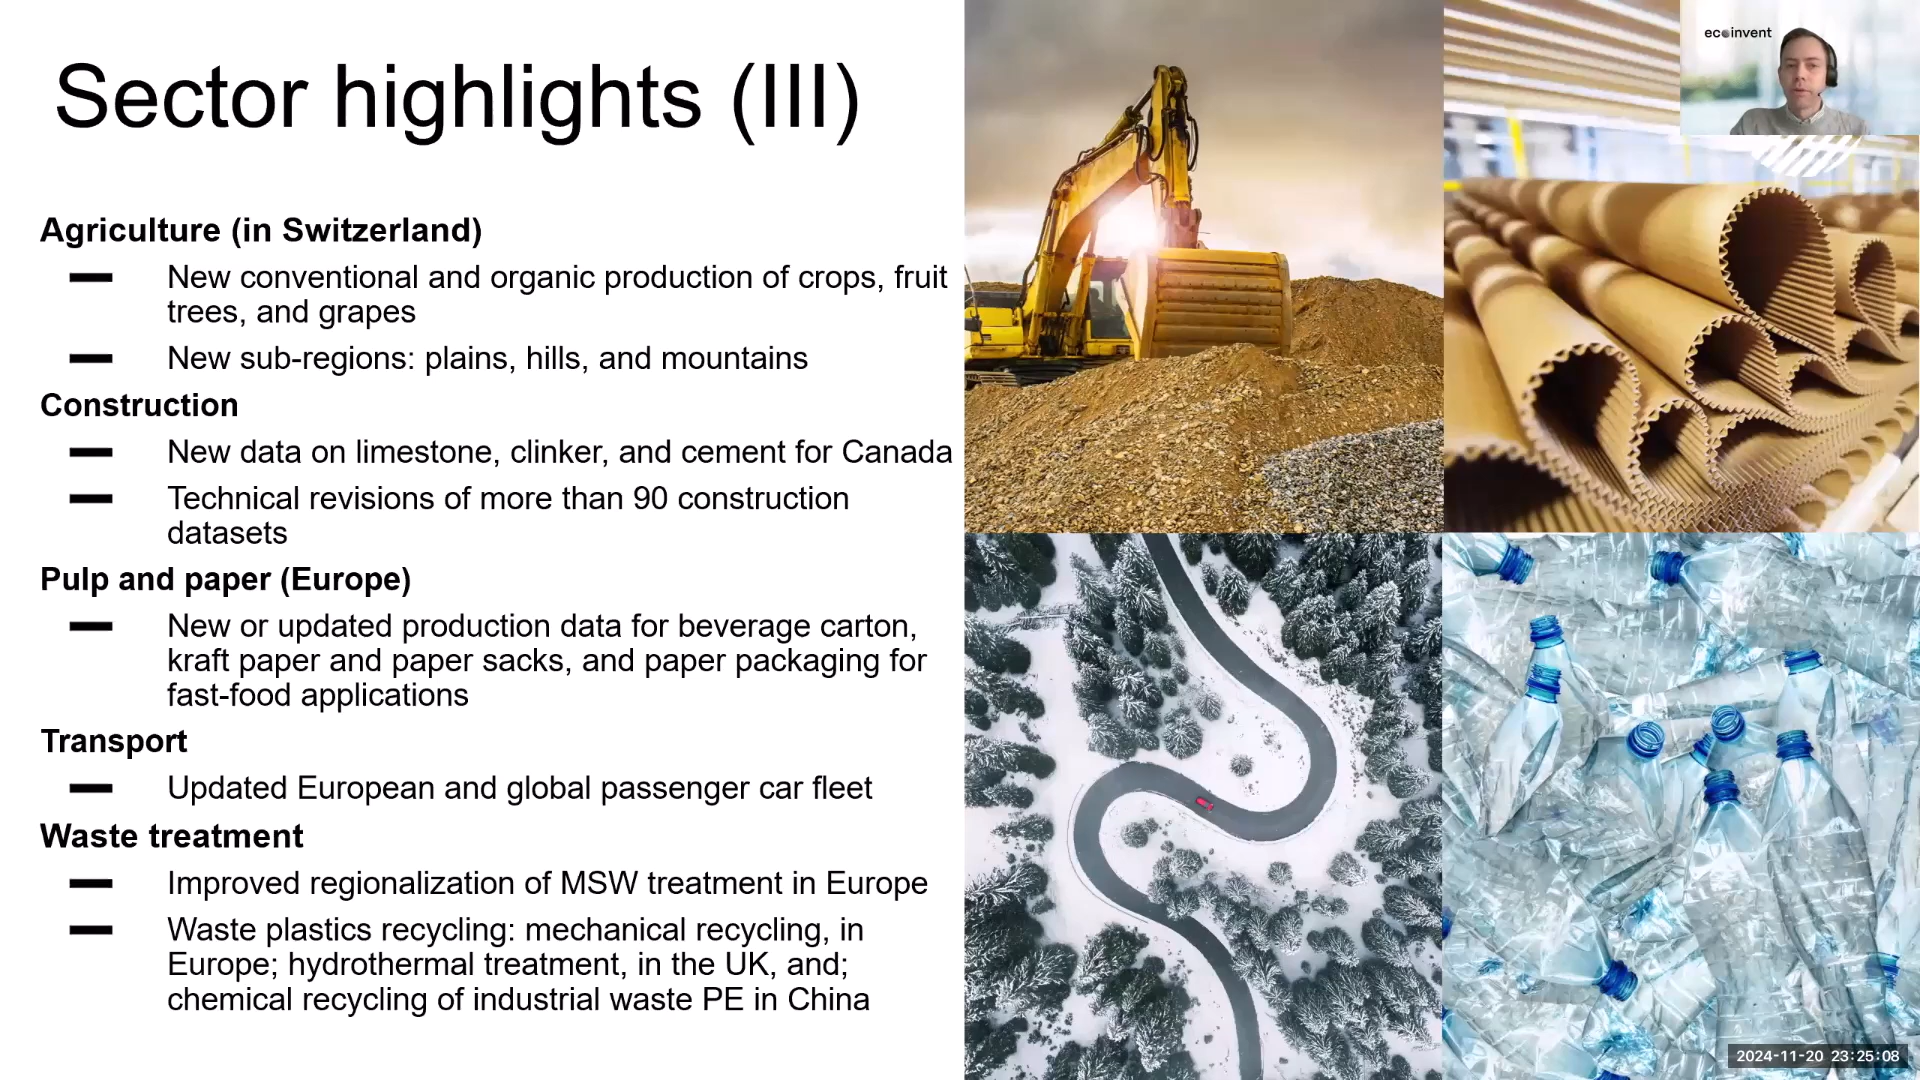 Sector highlights (III)
Agriculture (in Switzerland)
New conventional and organic production of crops, fruit
trees, and grapes
New sub-regions: plains, hills, and mountains
Construction
New data on limestone, clinker, and cement for Canada
Technical revisions of more than 90 construction
datasets
Pulp and paper (Europe)
New or updated production data for beverage carton,
kraft paper and paper sacks, and paper packaging for
fast-food applications
Transport
Updated European and global passenger car fleet
Waste treatment
Improved regionalization of MSW treatment in Europe
Waste plastics recycling: mechanical recycling, in
Europe; hydrothermal treatment, in the UK, and;
chemical recycling of industrial waste PE in China
ecoinvent
2024-11-20 23:25:08